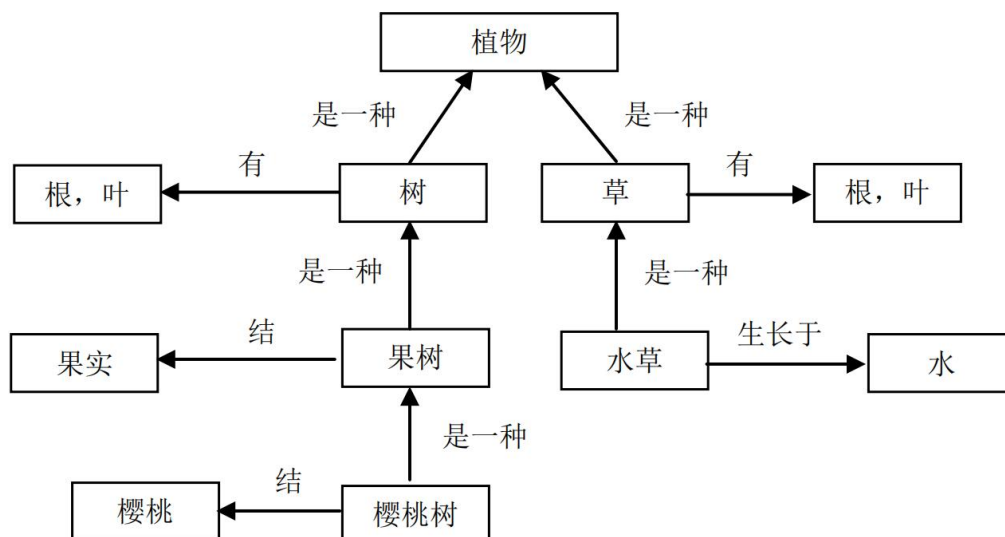 植物
是一种
是一种
有
有
根，叶
树
草
根，叶
是一种
是一种
结
生长于
果实
果树
水草
水
是一种
结
樱桃
樱桃树